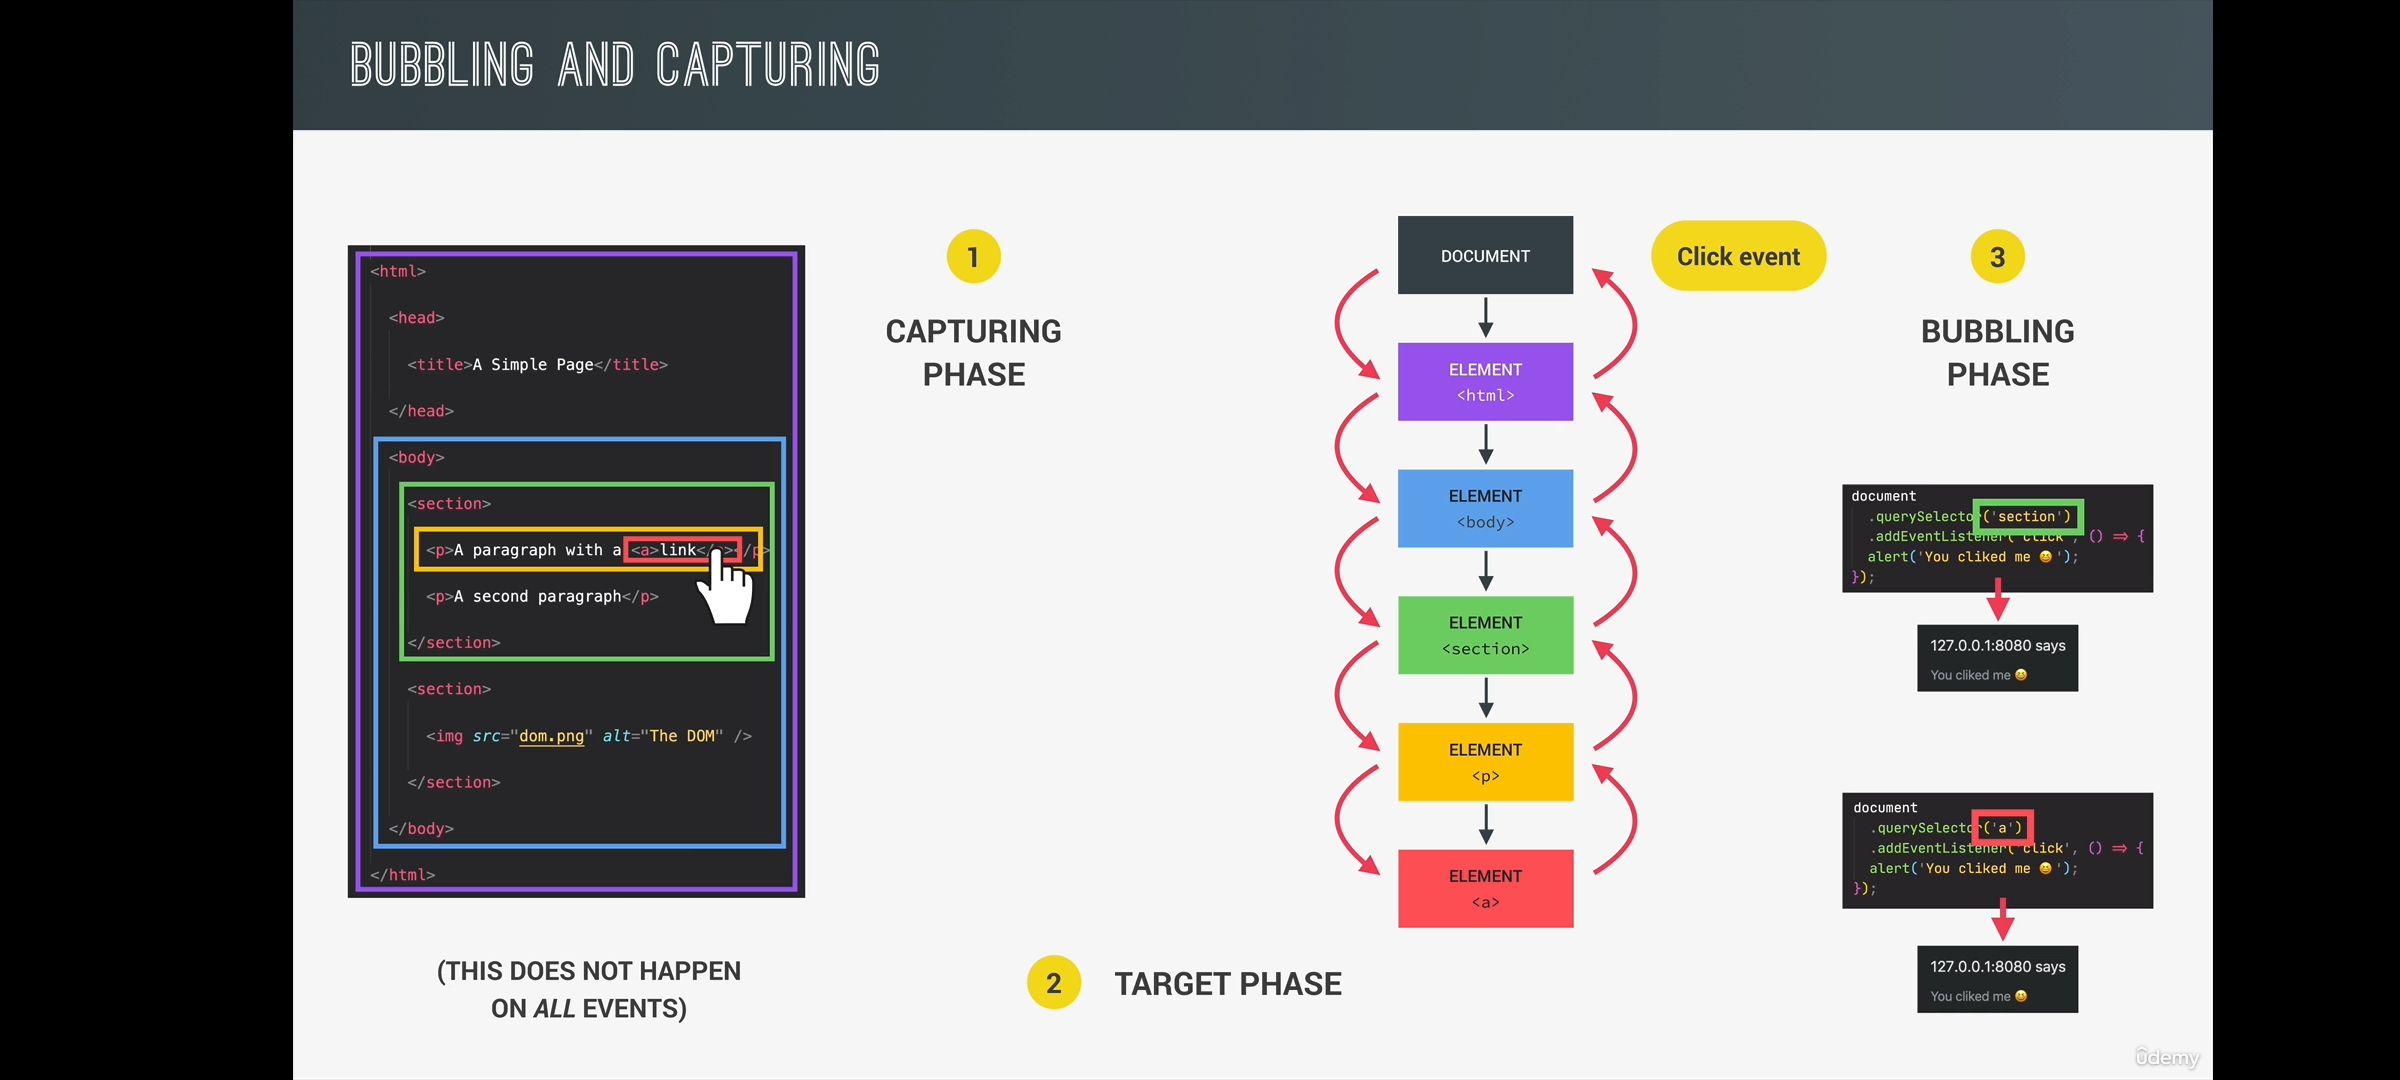 BUBBLING AND CAPTURING
<html>
<head>
<title>A Simple Page</title>
</head>
<body>
<section>
<p>A paragraph with a <a>link</a></p>
<p>A second paragraph</p>
</section>
<section>
<img src="dom.png" alt="The DOM" />
</section>
</body>
</html>
(THIS DOES NOT HAPPEN
ON ALL EVENTS)
1
CAPTURING
PHASE
2
TARGET PHASE
DOCUMENT
ELEMENT
<html>
ELEMENT
<body>
ELEMENT
<section>
ELEMENT
<p>
ELEMENT
<a>
Click event
3
BUBBLING
PHASE
document
.querySelector('section')
.addEventListener('click', () => {
alert('You cliked me 😄');
});
127.0.0.1:8080 says
You cliked me 😄
document
.querySelector('a')
.addEventListener('click', () => {
alert('You cliked me 😄');
});
127.0.0.1:8080 says
You cliked me 😄
ûdemy